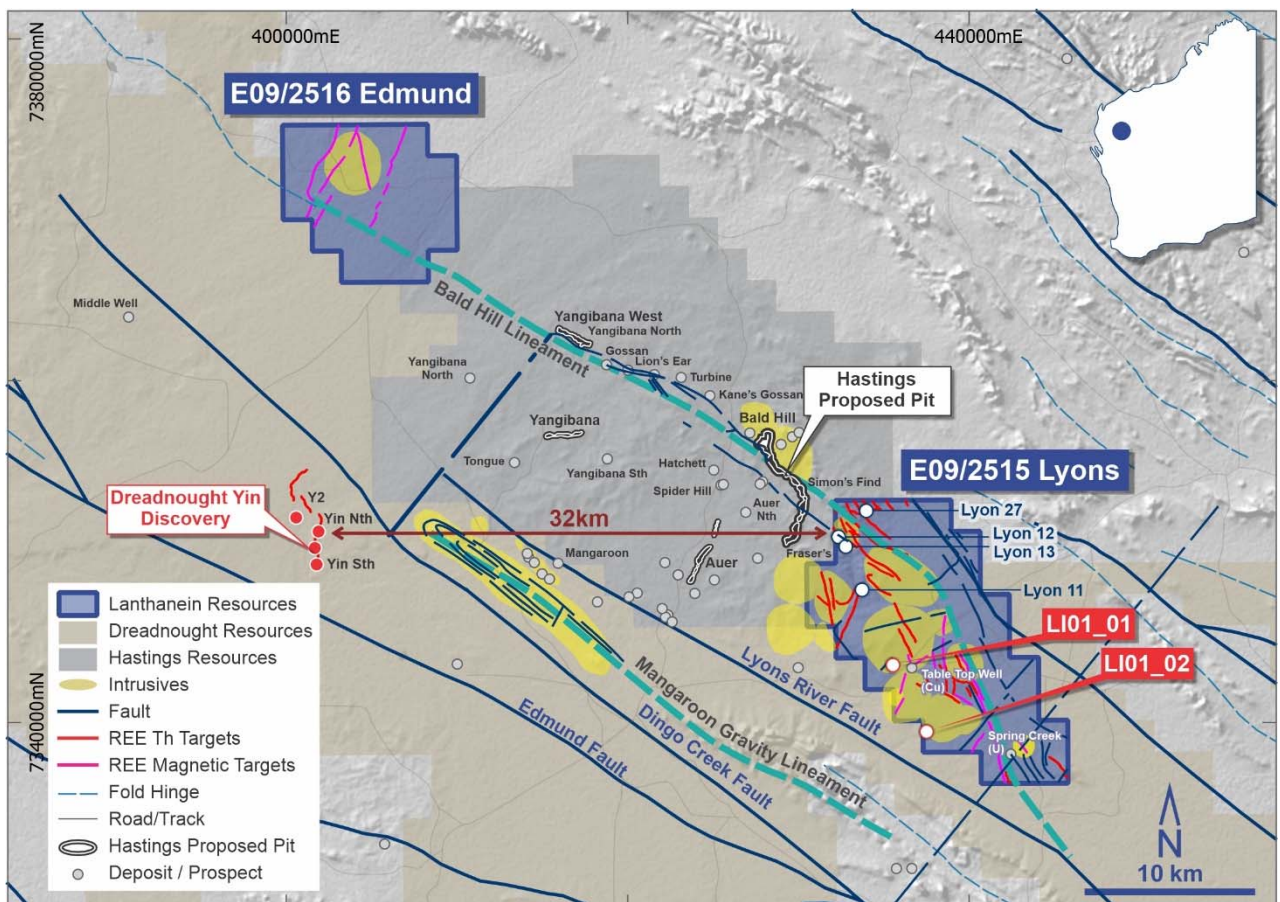 400000mE
440000mE
7380000mN
7340000mN
E09/2516 Edmund
Bald Hill Lineament
Middle Well
Yangibana West
Yangibana North
Gossan
Lion's Ear
Yangibana
North
Turbine
Kane's Gossan
Hastings
Proposed Pit
Bald Hill
Yangibana
Tongue
Yangibana Sth
Hatchett
Spider Hill
Auer
Nth
Simon's Find
E09/2515 Lyons
Lyon 27
Lyon 12
Lyon 13
Lyon 11
Y2
Dreadnought Yin
Discovery
Yin Nth
Yin Sth
32km
Mangaroon
Auer
Fraser's
LI01_01
LI01_02
Table Top Well
(Cu)
Spring Creek
(U)
Lyons River Fault
Mangaroon Gravity Lineament
Dingo Creek Fault
Edmund Fault
Lanthanein Resources
Dreadnought Resources
Hastings Resources
Intrusives
Fault
REE Th Targets
REE Magnetic Targets
Fold Hinge
Road/Track
Hastings Proposed Pit
Deposit / Prospect
N
10 km